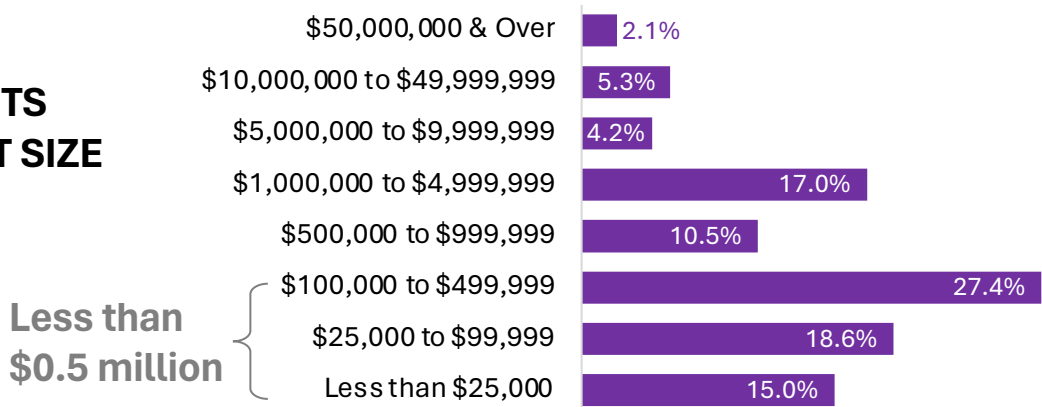 $50,000,000 & Over 2.1%
$10,000,000 to $49,999,999 5.3%
TS
$5,000,000 to $9,999,999 4.2%
T SIZE
$1,000,000 to $4,999,999 17.0%
$500,000 to $999,999 10.5%
$100,000 to $499,999 27.4%
Less than
$0.5 million
$25,000 to $99,999 18.6%
Less than $25,000 15.0%